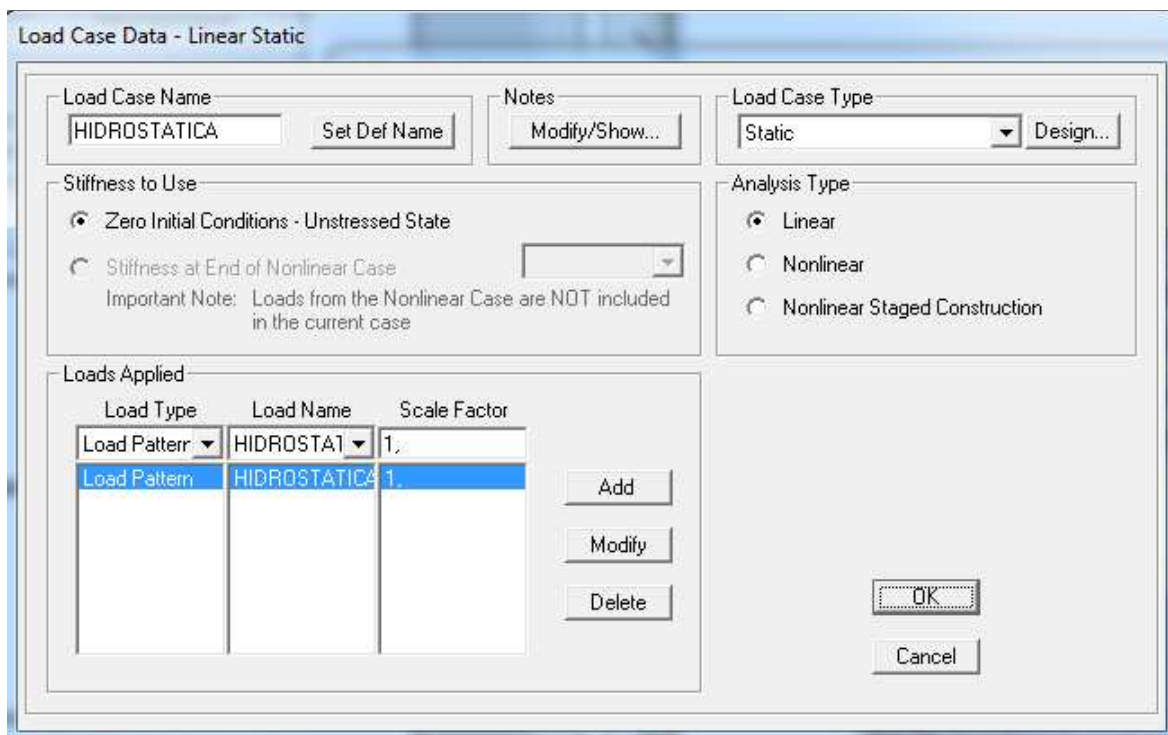 Load Case Data - Linear Static
Load Case Name
HIDROSTATICA
Set Def Name
Notes
Modify/Show...
Load Case Type
Static
Design...
Stiffness to Use
Zero Initial Conditions - Unstressed State
Stiffness at End of Nonlinear Case
Important Note: Loads from the Nonlinear Case are NOT included
in the current case
Analysis Type
Linear
Nonlinear
Nonlinear Staged Construction
Loads Applied
Load Type Load Name Scale Factor
Load Pattern HIDROSTAT 1,
Load Pattern HIDROSTATICA 1,
Add
Modify
Delete
OK
Cancel